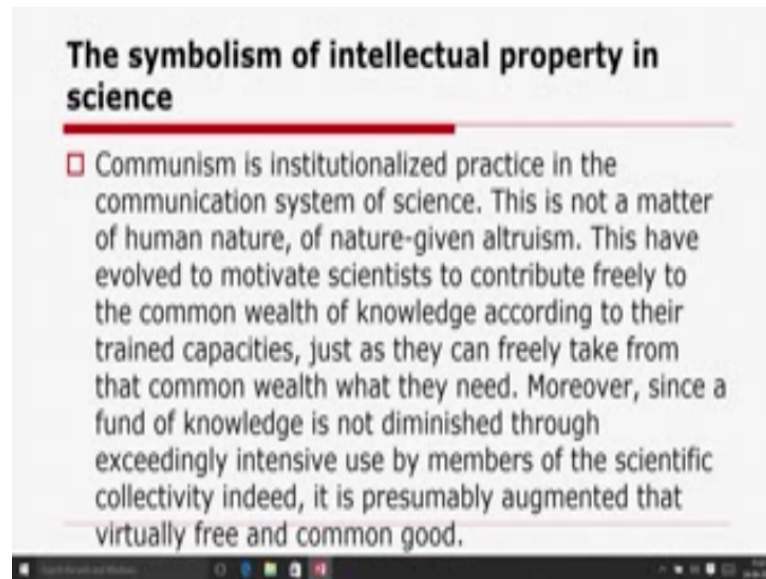 The symbolism of intellectual property in
science
Communism is institutionalized practice in the
communication system of science. This is not a matter
of human nature, of nature-given altruism. This have
evolved to motivate scientists to contribute freely to
the common wealth of knowledge according to their
trained capacities, just as they can freely take from
that common wealth what they need. Moreover, since a
fund of knowledge is not diminished through
exceedingly intensive use by members of the scientific
collectivity indeed, it is presumably augmented that
virtually free and common good.